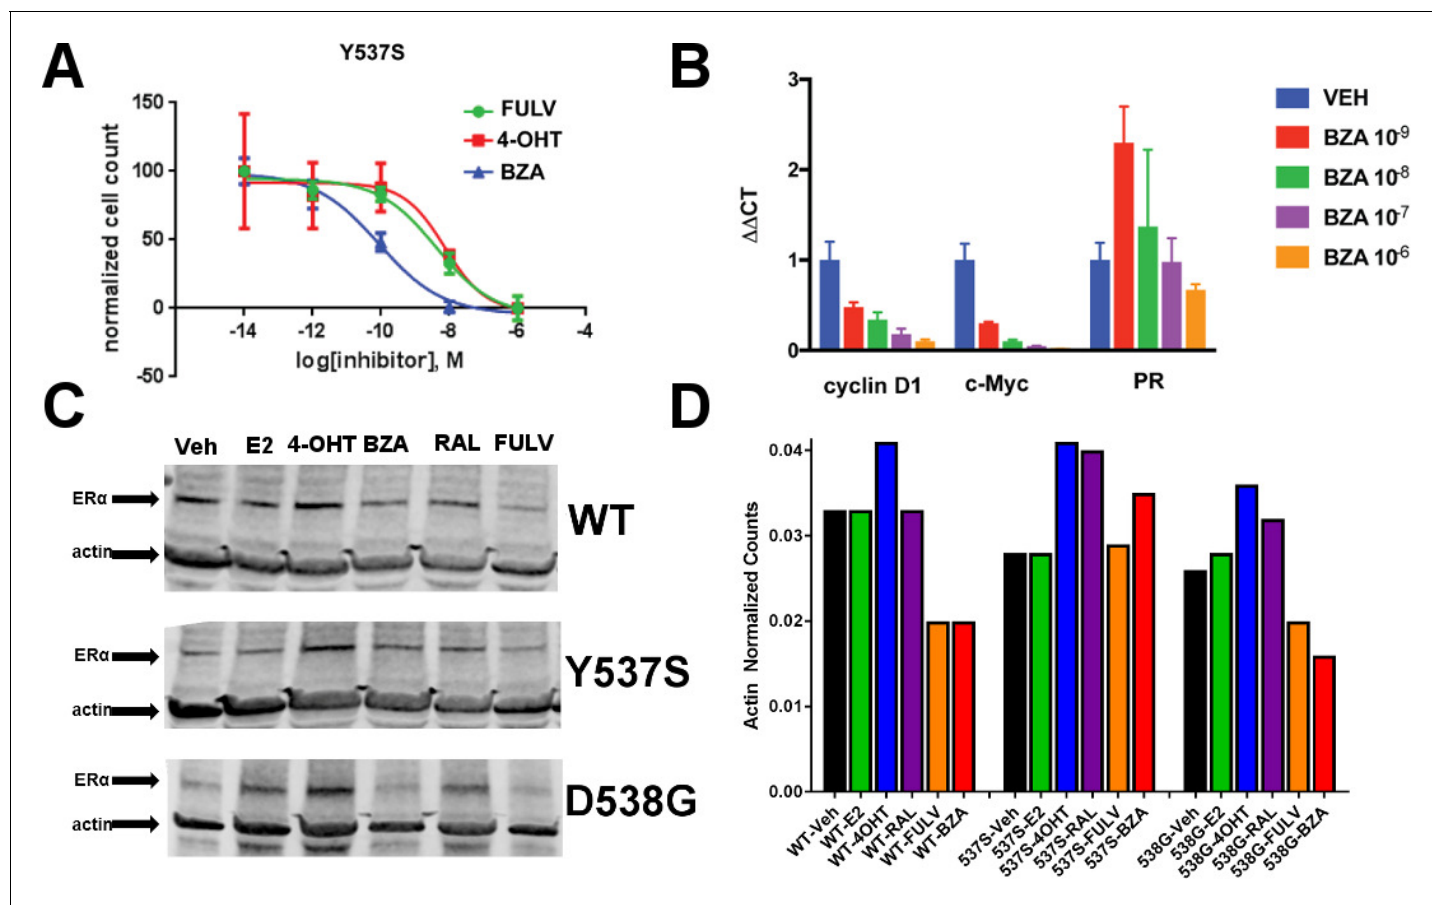 A
Y537S
normalized cell count
150
100
50
0
-50
-14
-12
-10
-8
-6
-4
log[inhibitor], M
FULV
4-OHT
BZA
B
ΔΔCT
3
2
1
0
cyclin D1
c-Myc
PR
VEH
BZA 10-9
BZA 10-8
BZA 10-7
BZA 10-6
C
Veh E2 4-OHT BZA RAL FULV
ERα
actin
WT
ERα
actin
Y537S
ERα
actin
D538G
D
Actin Normalized Counts
0.04
0.03
0.02
0.01
0.00
WT-Veh
WT-E2
WT-4OHT
WT-RAL
WT-FULV
WT-BZA
537S-Veh
537S-E2
537S-4OHT
537S-RAL
537S-FULV
537S-BZA
538G-Veh
538G-E2
538G-4OHT
538G-RAL
538G-FULV
538G-BZA